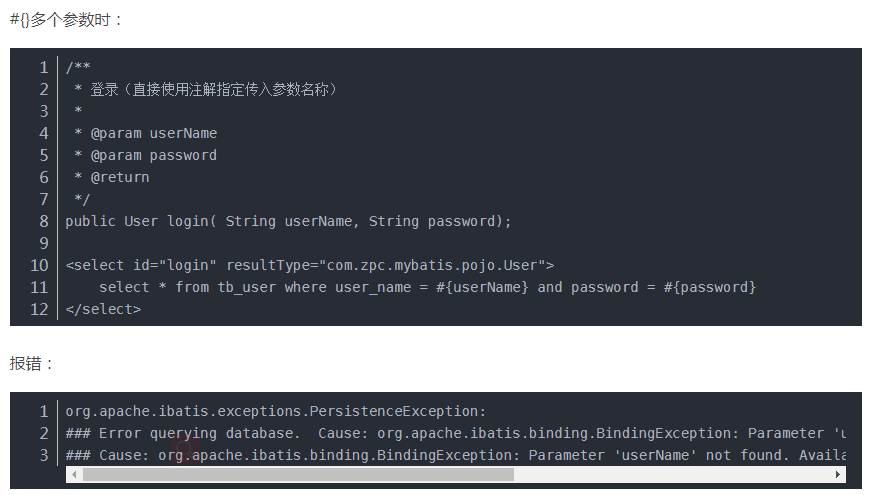 #{}多个参数时：
1 /**
2  * 登录（直接使用注解指定传入参数名称）
3  *
4  * @param userName
5  * @param password
6  * @return
7  */
8 public User login( String userName, String password);
9
10 <select id="login" resultType="com.zpc.mybatis.pojo.User">
11     select * from tb_user where user_name = #{userName} and password = #{password}
12 </select>
报错：
1 org.apache.ibatis.exceptions.PersistenceException:
2 ### Error querying database.  Cause: org.apache.ibatis.binding.BindingException: Parameter 'u
3 ### Cause: org.apache.ibatis.binding.BindingException: Parameter 'userName' not found. Availa